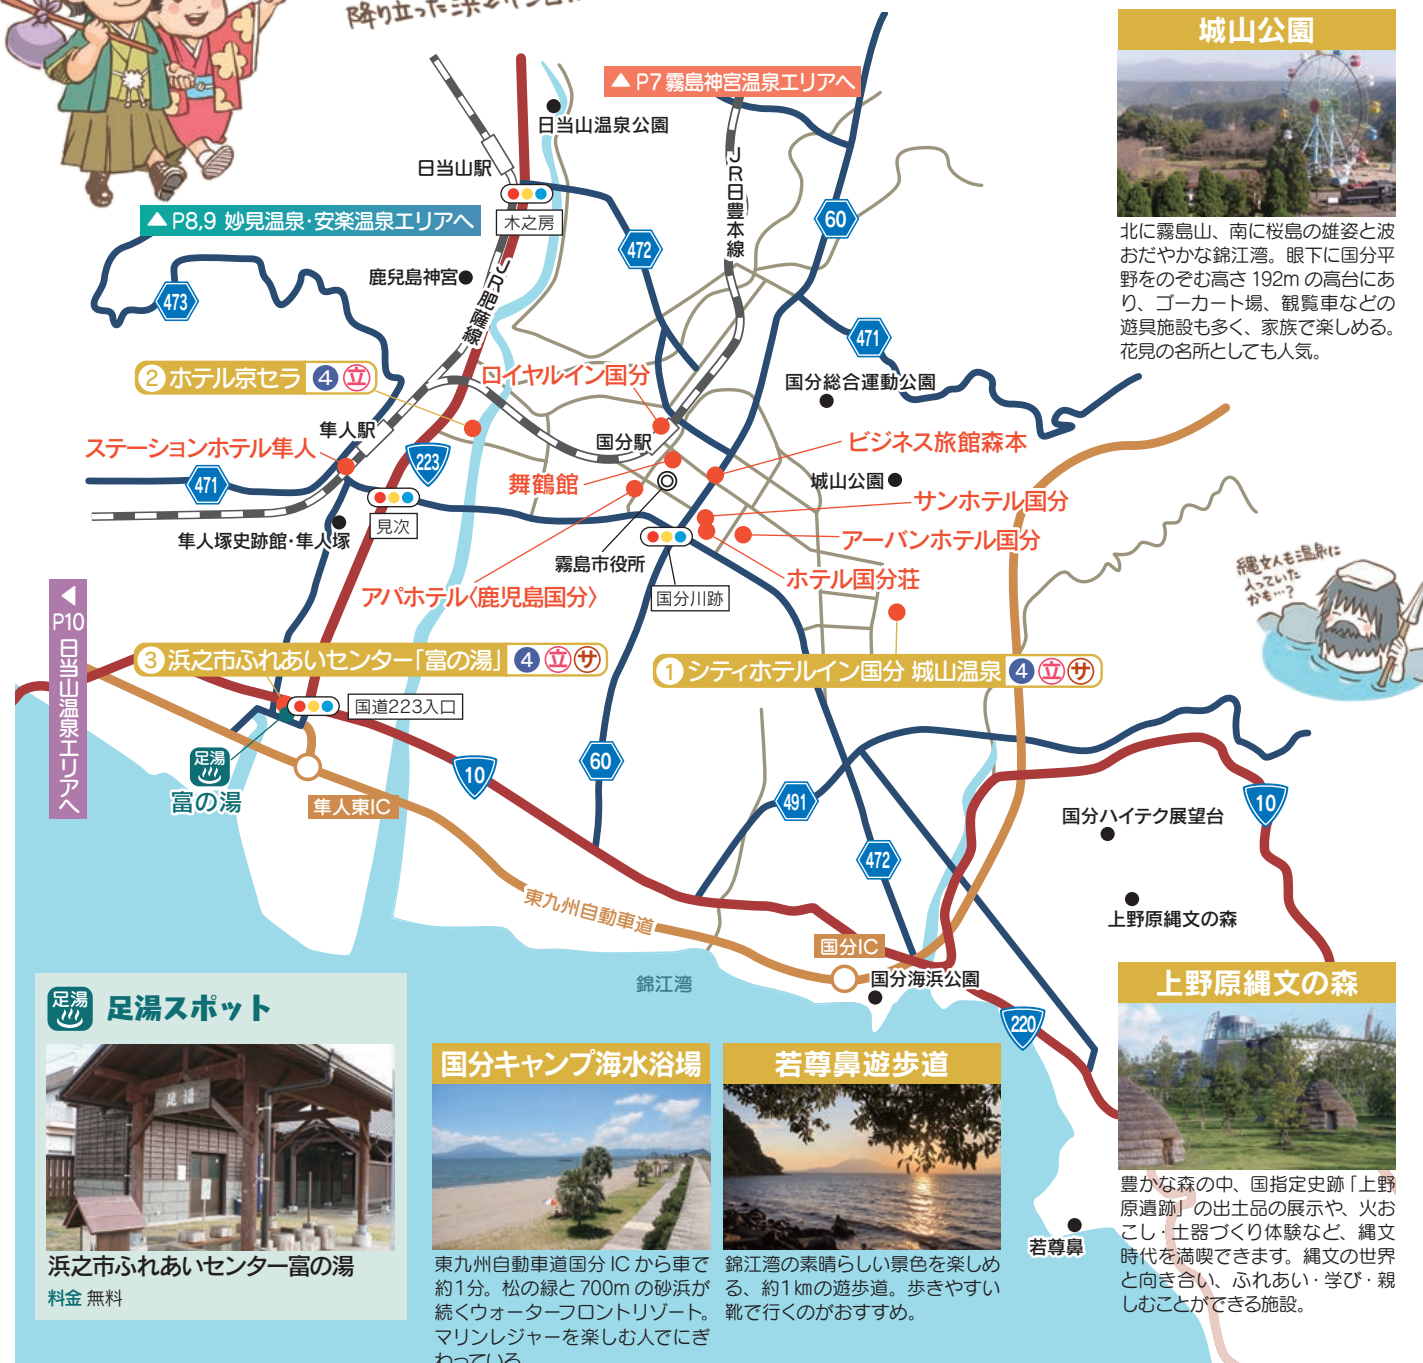 降り立った浜を
城山公園
北に霧島山、南に桜島の雄姿と波
おだやかな錦江湾。眼下に国分平
野をのぞむ高さ192mの高台にあ
り、ゴーカート場、観覧車などの
遊具施設も多く、家族で楽しめる。
花見の名所としても人気。
▲ P7 霧島神宮温泉エリアへ
日当山温泉公園
日当山駅
木之房
JR日豊本線
60
▲ P8,9 妙見温泉・安楽温泉エリアへ
472
鹿兒島神宮
JR肥薩線
473
471
② ホテル京セラ 4 立
ロイヤルイン国分
国分総合運動公園
隼人駅
国分駅
ビジネス旅館森本
ステーションホテル隼人
223
471
舞鶴館
城山公園
サンホテル国分
見次
隼人塚史跡館・隼人塚
アーバンホテル国分
霧島市役所
ホテル国分荘
アパホテル〈鹿児島国分〉
国分川跡
縄文人も温泉に
入っていた
かも…?
◀
P10
日当山温泉エリアへ
③ 浜之市ふれあいセンター「富の湯」 4 立 サ
① シティホテルイン国分 城山温泉 4 立 サ
国道223入口
足湯
富の湯
隼人東IC
10
60
491
472
10
国分ハイテク展望台
上野原縄文の森
東九州自動車道
国分IC
錦江湾
国分海浜公園
220
足湯
足湯スポット
足湯
浜之市ふれあいセンター富の湯
料金 無料
国分キャンプ海水浴場
東九州自動車道国分ICから車で
約1分。松の緑と700mの砂浜が
続くウォーターフロントリゾート。
マリンレジャーを楽しむ人でにぎ
わっている
若尊鼻遊歩道
錦江湾の素晴らしい景色を楽しめ
る、約1kmの遊歩道。歩きやすい
靴で行くのがおすすめ。
若尊鼻
上野原縄文の森
豊かな森の中、国指定史跡「上野
原遺跡」の出土品の展示や、火お
こし・土器づくり体験など、縄文
時代を満喫できます。縄文の世界
と向き合い、ふれあい・学び・親
しむことができる施設。